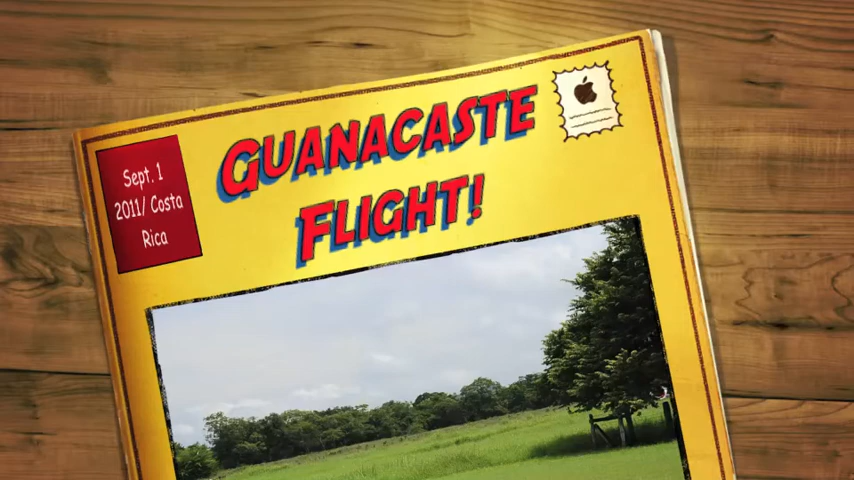 Sept. 1
2011/ Costa
Rica
GUANACASTE
FLIGHT!